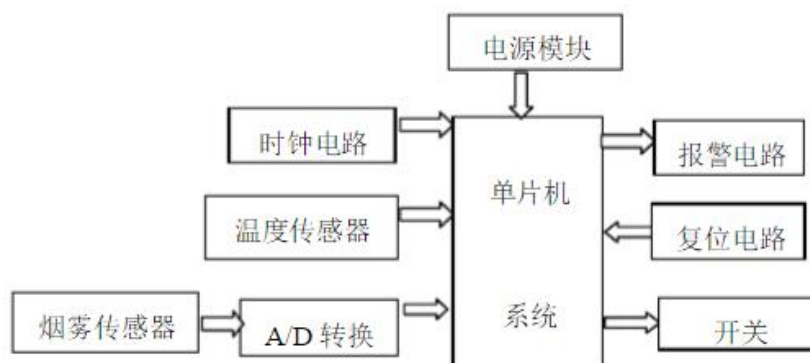 电源模块
时钟电路
报警电路
单片机
温度传感器
复位电路
烟雾传感器
A/D 转换
系统
开关